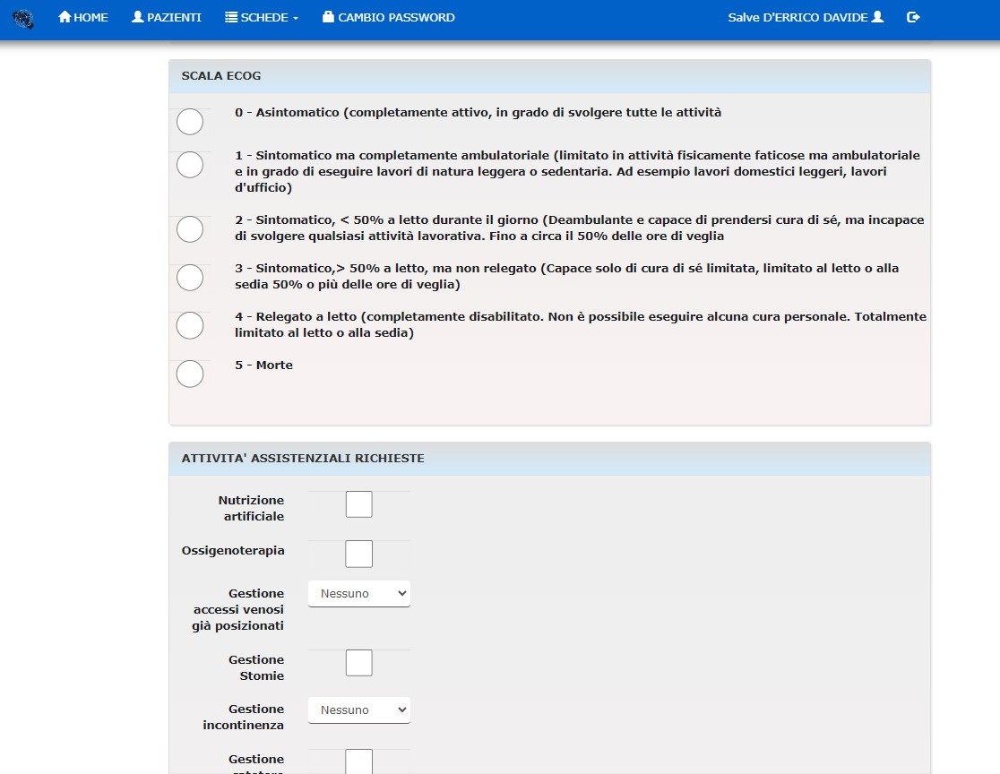 HOME PAZIENTI SCHEDE CAMBIO PASSWORD Salve D'ERRICO DAVIDE
SCALA ECOG
0 - Asintomatico (completamente attivo, in grado di svolgere tutte le attività
1 - Sintomatico ma completamente ambulatoriale (limitato in attività fisicamente faticose ma ambulatoriale
e in grado di eseguire lavori di natura leggera o sedentaria. Ad esempio lavori domestici leggeri, lavori
d'ufficio)
2 - Sintomatico, < 50% a letto durante il giorno (Deambulante e capace di prendersi cura di sé, ma incapace
di svolgere qualsiasi attività lavorativa. Fino a circa il 50% delle ore di veglia
3 - Sintomatico,> 50% a letto, ma non relegato (Capace solo di cura di sé limitata, limitato al letto o alla
sedia 50% o più delle ore di veglia)
4 - Relegato a letto (completamente disabilitato. Non è possibile eseguire alcuna cura personale. Totalmente
limitato al letto o alla sedia)
5 - Morte
ATTIVITA' ASSISTENZIALI RICHIESTE
Nutrizione
artificiale
Ossigenoterapia
Gestione
accessi venosi
già posizionati
Nessuno
Gestione
Stomie
Gestione
incontinenza
Nessuno
Gestione